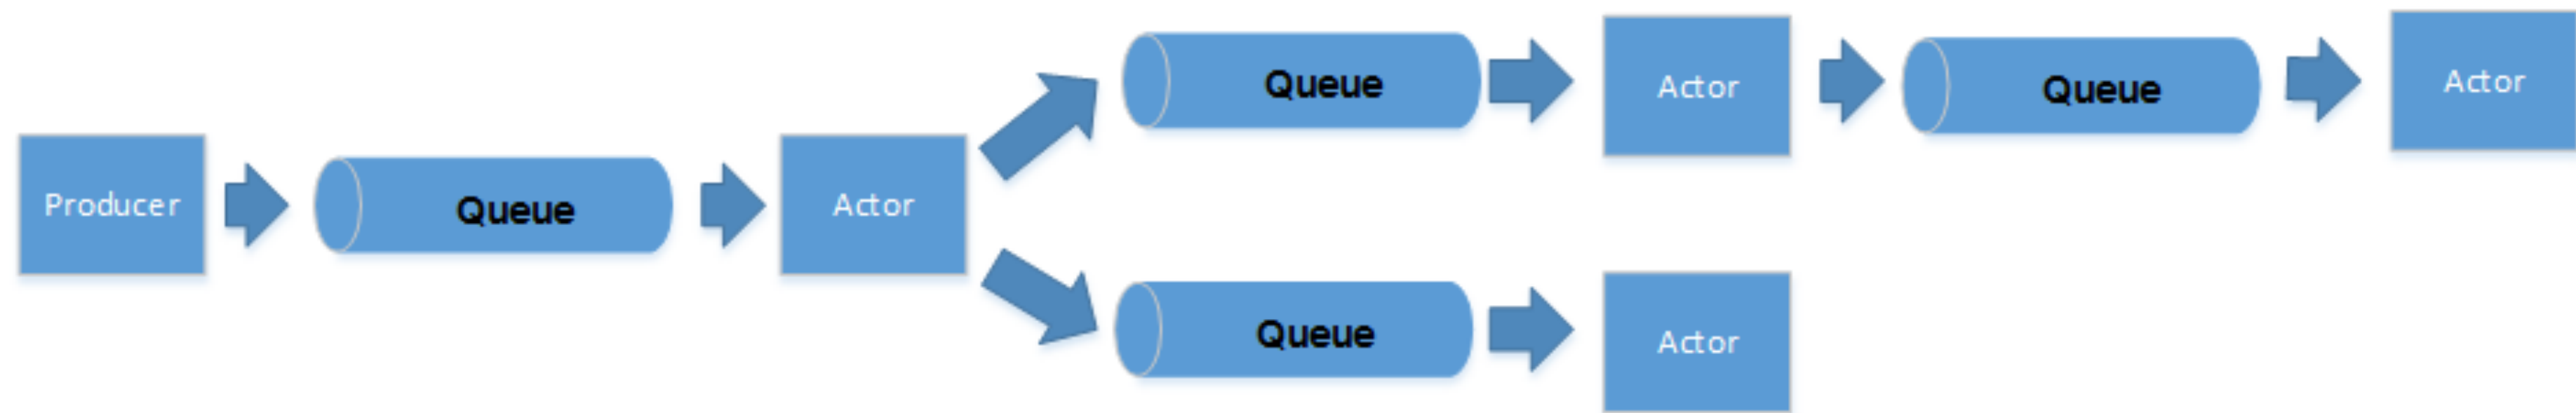 Producer
Queue
Actor
Queue
Actor
Queue
Actor
Queue
Actor